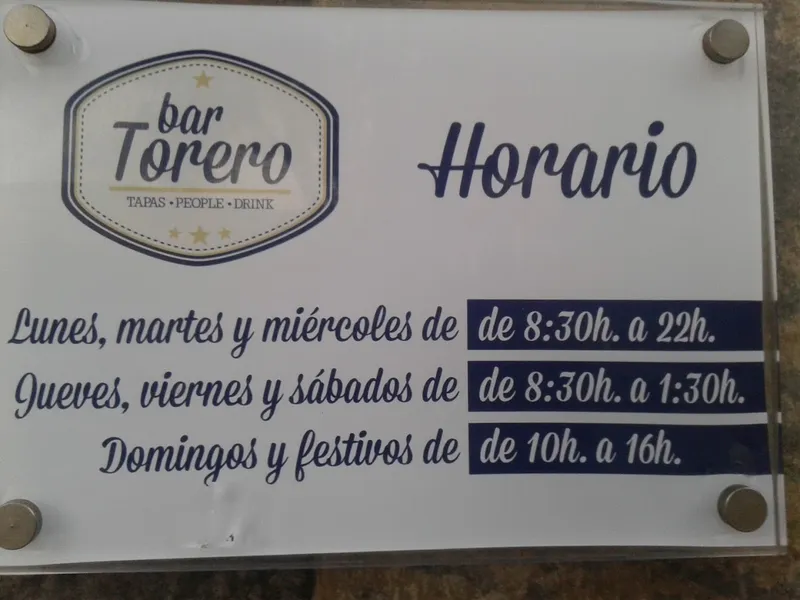 bar
Torero
TAPAS • PEOPLE • DRINK
Horario
Lunes, martes y miércoles de de 8:30h. a 22h.
Jueves, viernes y sábados de de 8:30h. a 1:30h.
Domingos y festivos de de 10h. a 16h.